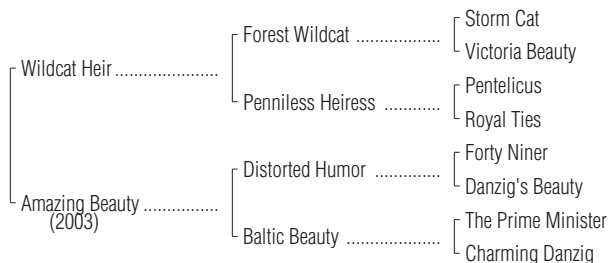 Storm Cat
Forest Wildcat ..................
Victoria Beauty
Wildcat Heir ......................
Pentelicus
Penniless Heiress ............
Royal Ties
Forty Niner
Distorted Humor ................
Danzig's Beauty
Amazing Beauty ................
(2003)
The Prime Minister
Baltic Beauty ....................
Charming Danzig